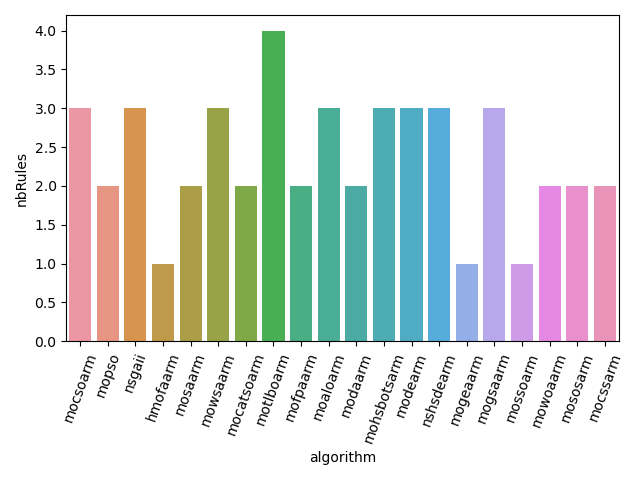 4.0
3.5
3.0
2.5
2.0
1.5
1.0
0.5
0.0
nbRules
mocsoarm
mopso
nsgaii
hmofaarm
mosaarm
mowsaarm
mocatsoarm
motlboarm
mofpaarm
moaloarm
modaarm
mohsbotsarm
modearm
nshsdearm
mogeaarm
mogsaarm
mossoarm
mowoaarm
mososarm
mocssarm
algorithm